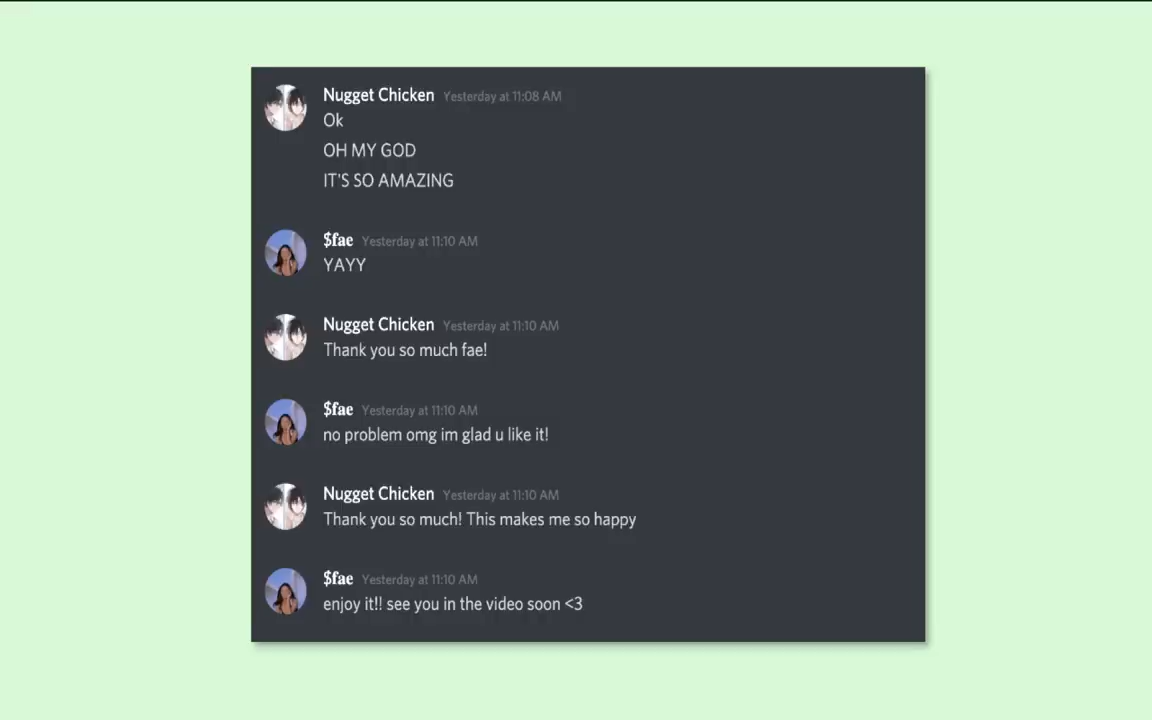 Nugget Chicken Yesterday at 11:08 AM
Ok
OH MY GOD
IT'S SO AMAZING
$fae Yesterday at 11:10 AM
YAYY
Nugget Chicken Yesterday at 11:10 AM
Thank you so much fae!
$fae Yesterday at 11:10 AM
no problem omg im glad u like it!
Nugget Chicken Yesterday at 11:10 AM
Thank you so much! This makes me so happy
$fae Yesterday at 11:10 AM
enjoy it!! see you in the video soon <3